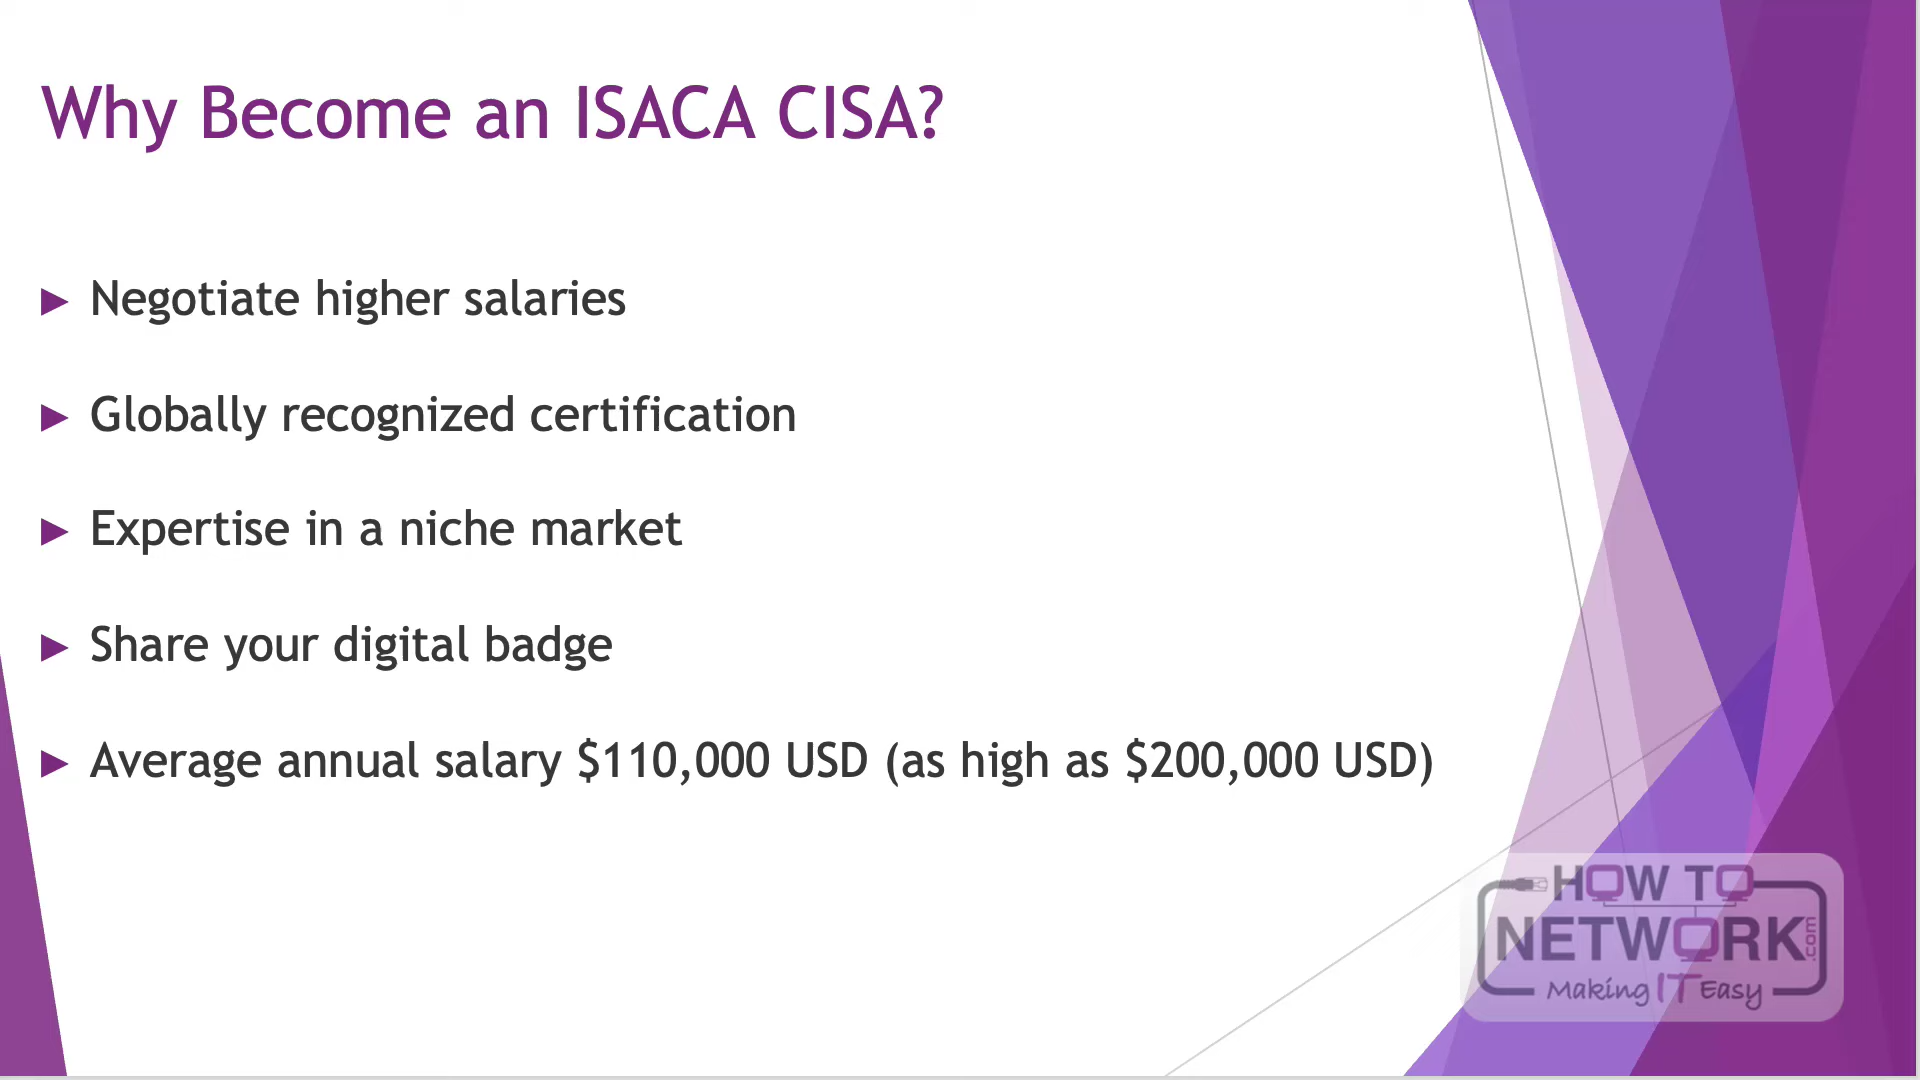 Why Become an ISACA CISA?
Negotiate higher salaries
Globally recognized certification
Expertise in a niche market
Share your digital badge
Average annual salary $110,000 USD (as high as $200,000 USD)
HOW TO
NETWORK.com
Making IT Easy